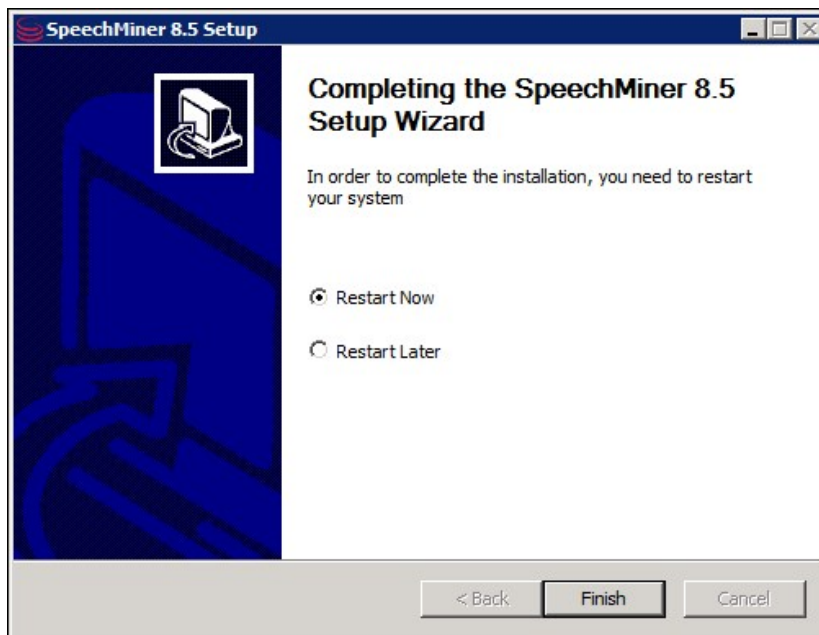 SpeechMiner 8.5 Setup
Completing the SpeechMiner 8.5
Setup Wizard
In order to complete the installation, you need to restart
your system
Restart Now
Restart Later
< Back
Finish
Cancel